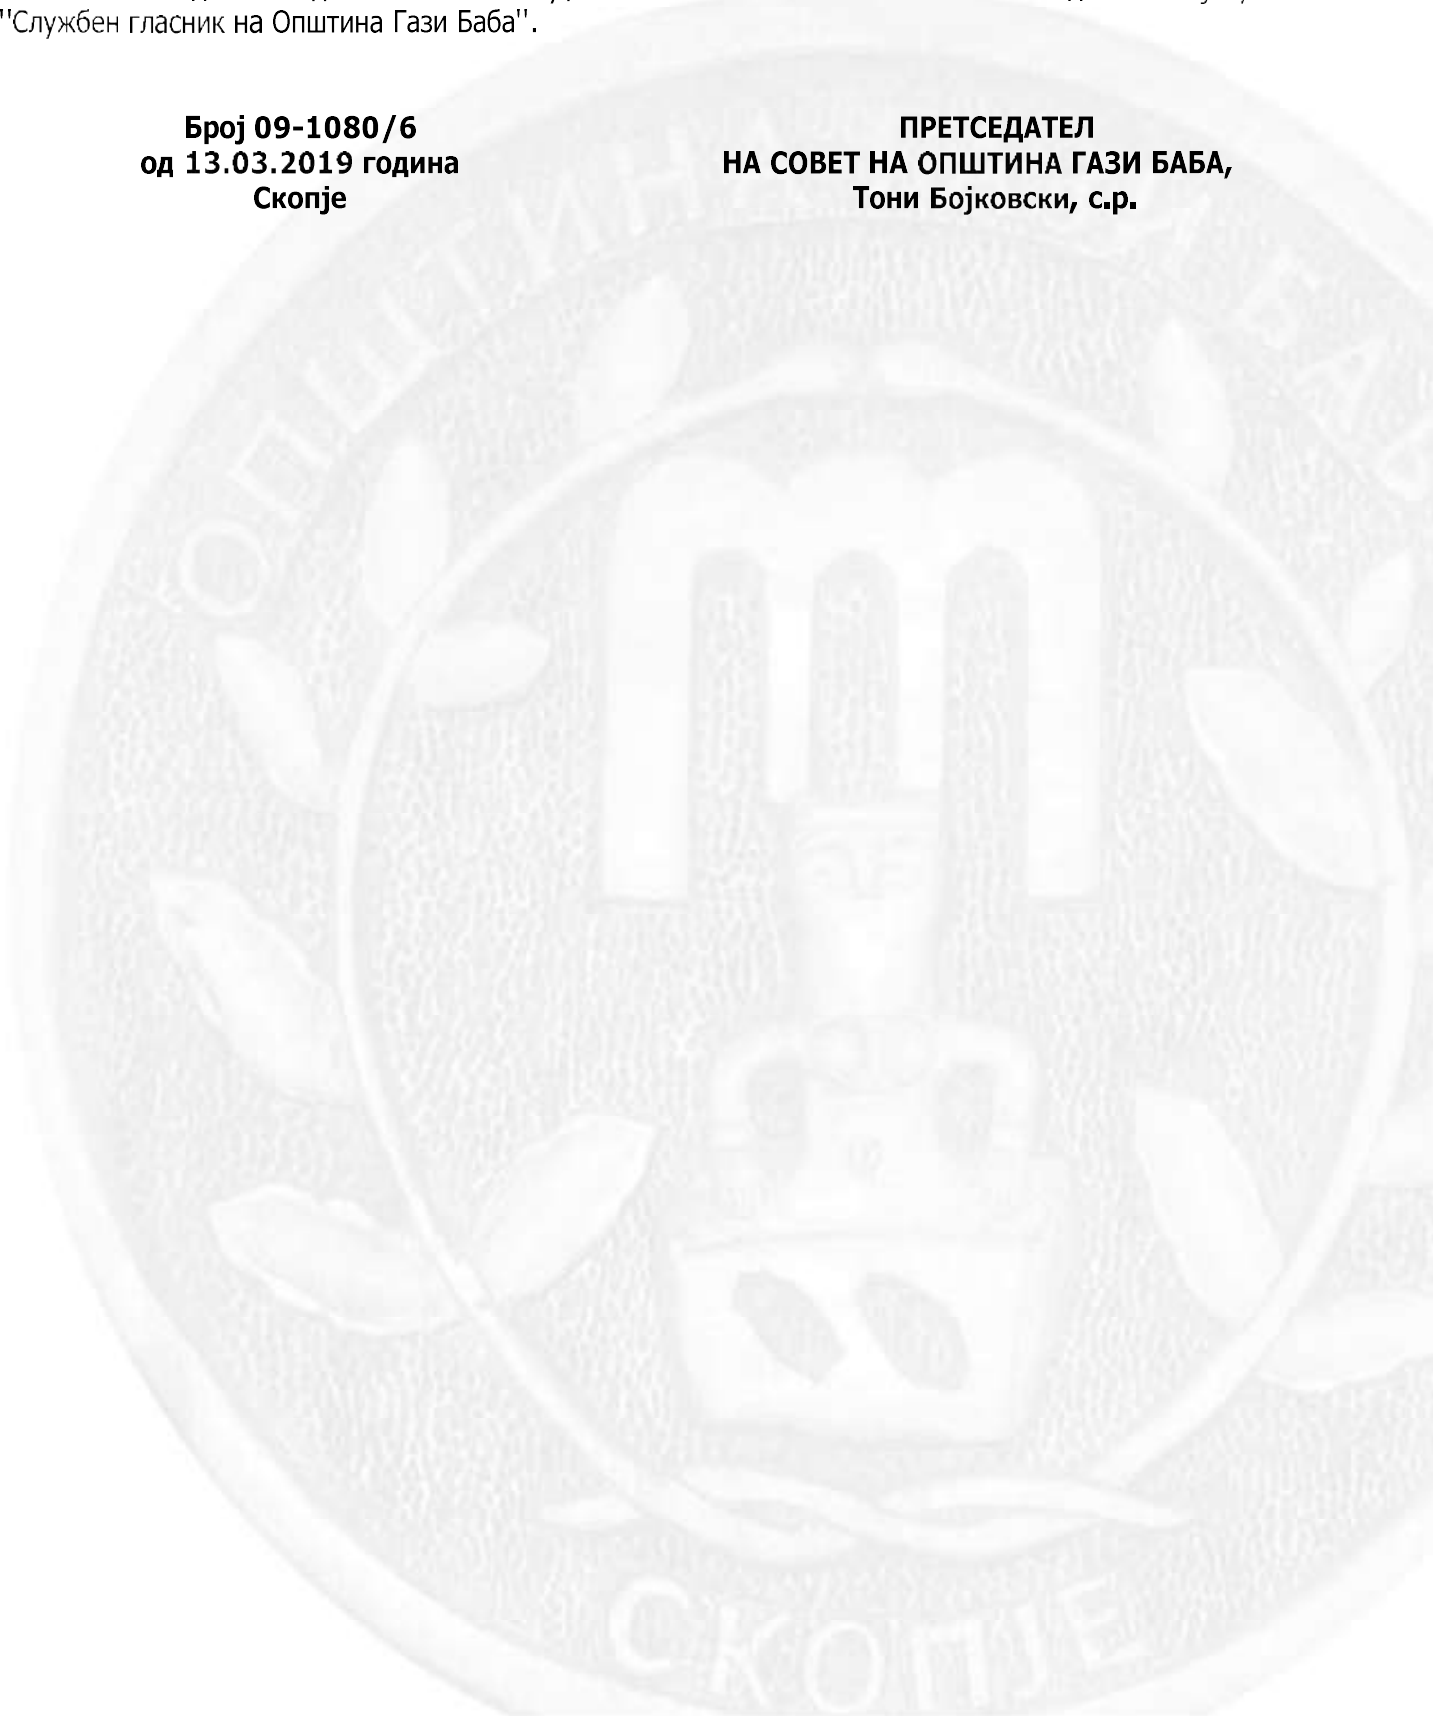 ''Службен гласник на Општина Гази Баба''.
Број 09-1080/6
од 13.03.2019 година
Скопје
ПРЕТСЕДАТЕЛ
НА СОВЕТ НА ОПШТИНА ГАЗИ БАБА,
Тони Бојковски, с.р.
ОПШТИНА
СКОПЈЕ